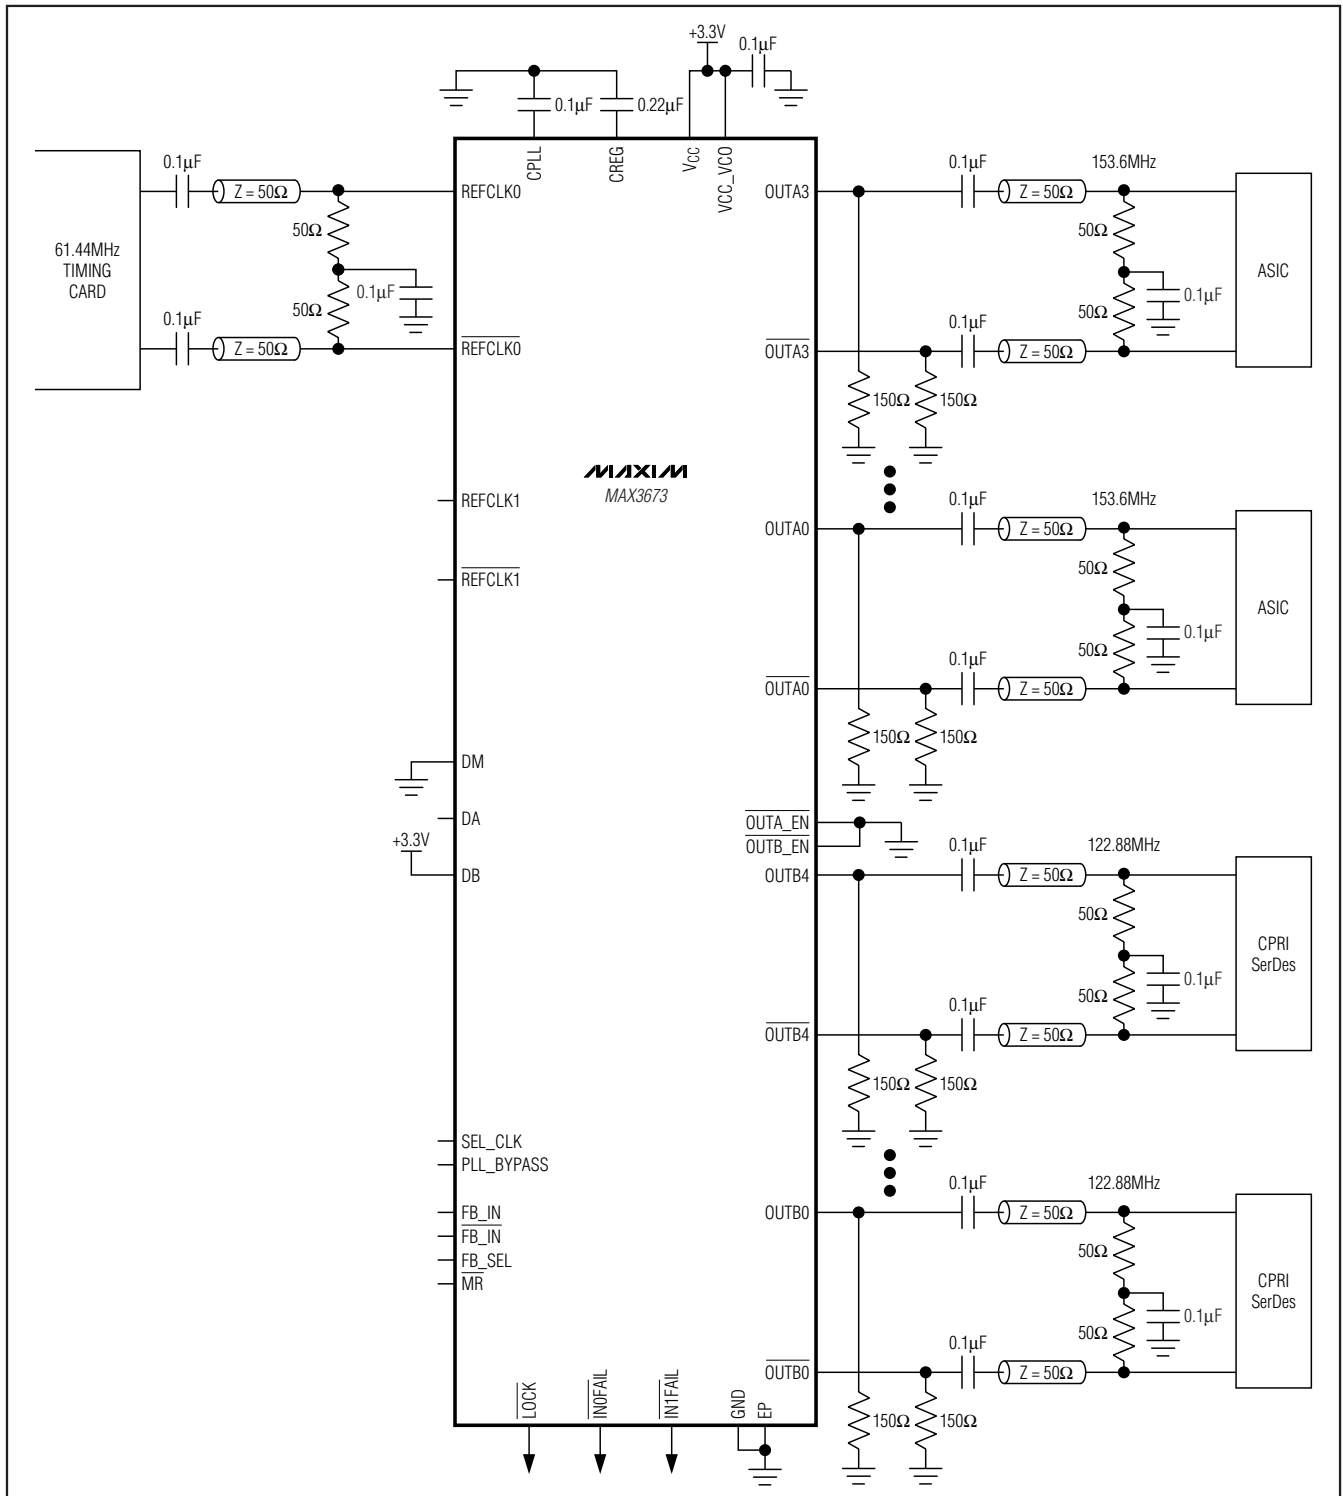 +3.3V
0.1µF
0.1µF
0.22µF
CPLL
CREG
VCC
VCC_VCO
61.44MHz
TIMING
CARD
0.1µF
Z = 50Ω
REFCLK0
50Ω
0.1µF
50Ω
0.1µF
Z = 50Ω
REFCLK0
OUTA3
0.1µF
Z = 50Ω
153.6MHz
50Ω
0.1µF
50Ω
ASIC
OUTA3
0.1µF
Z = 50Ω
150Ω
150Ω
MAXIM
MAX3673
REFCLK1
REFCLK1
OUTA0
0.1µF
Z = 50Ω
153.6MHz
50Ω
0.1µF
50Ω
ASIC
OUTA0
0.1µF
Z = 50Ω
150Ω
150Ω
DM
DA
+3.3V
DB
OUTA_EN
OUTB_EN
OUTB4
0.1µF
Z = 50Ω
122.88MHz
50Ω
0.1µF
50Ω
CPRI
SerDes
OUTB4
0.1µF
Z = 50Ω
150Ω
150Ω
SEL_CLK
PLL_BYPASS
FB_IN
FB_IN
FB_SEL
MR
OUTB0
0.1µF
Z = 50Ω
122.88MHz
50Ω
0.1µF
50Ω
CPRI
SerDes
OUTB0
0.1µF
Z = 50Ω
150Ω
150Ω
LOCK
IN0FAIL
IN1FAIL
GND
EP